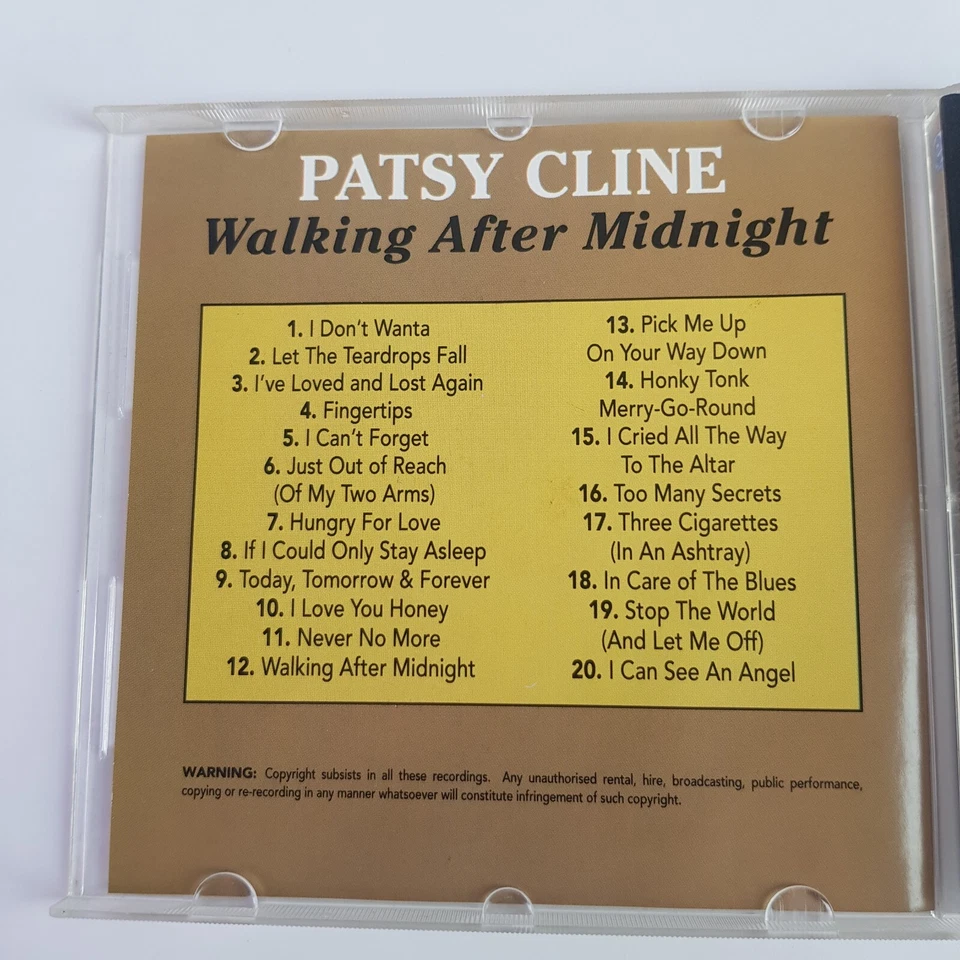 PATSY CLINE
Walking After Midnight
1. I Don't Wanta
2. Let The Teardrops Fall
3. I've Loved and Lost Again
4. Fingertips
5. I Can't Forget
6. Just Out of Reach
(Of My Two Arms)
7. Hungry For Love
8. If I Could Only Stay Asleep
9. Today, Tomorrow & Forever
10. I Love You Honey
11. Never No More
12. Walking After Midnight
13. Pick Me Up
On Your Way Down
14. Honky Tonk
Merry-Go-Round
15. I Cried All The Way
To The Altar
16. Too Many Secrets
17. Three Cigarettes
(In An Ashtray)
18. In Care of The Blues
19. Stop The World
(And Let Me Off)
20. I Can See An Angel
WARNING: Copyright subsists in all these recordings. Any unauthorised rental, hire, broadcasting, public performance,
copying or re-recording in any manner whatsoever will constitute infringement of such copyright.